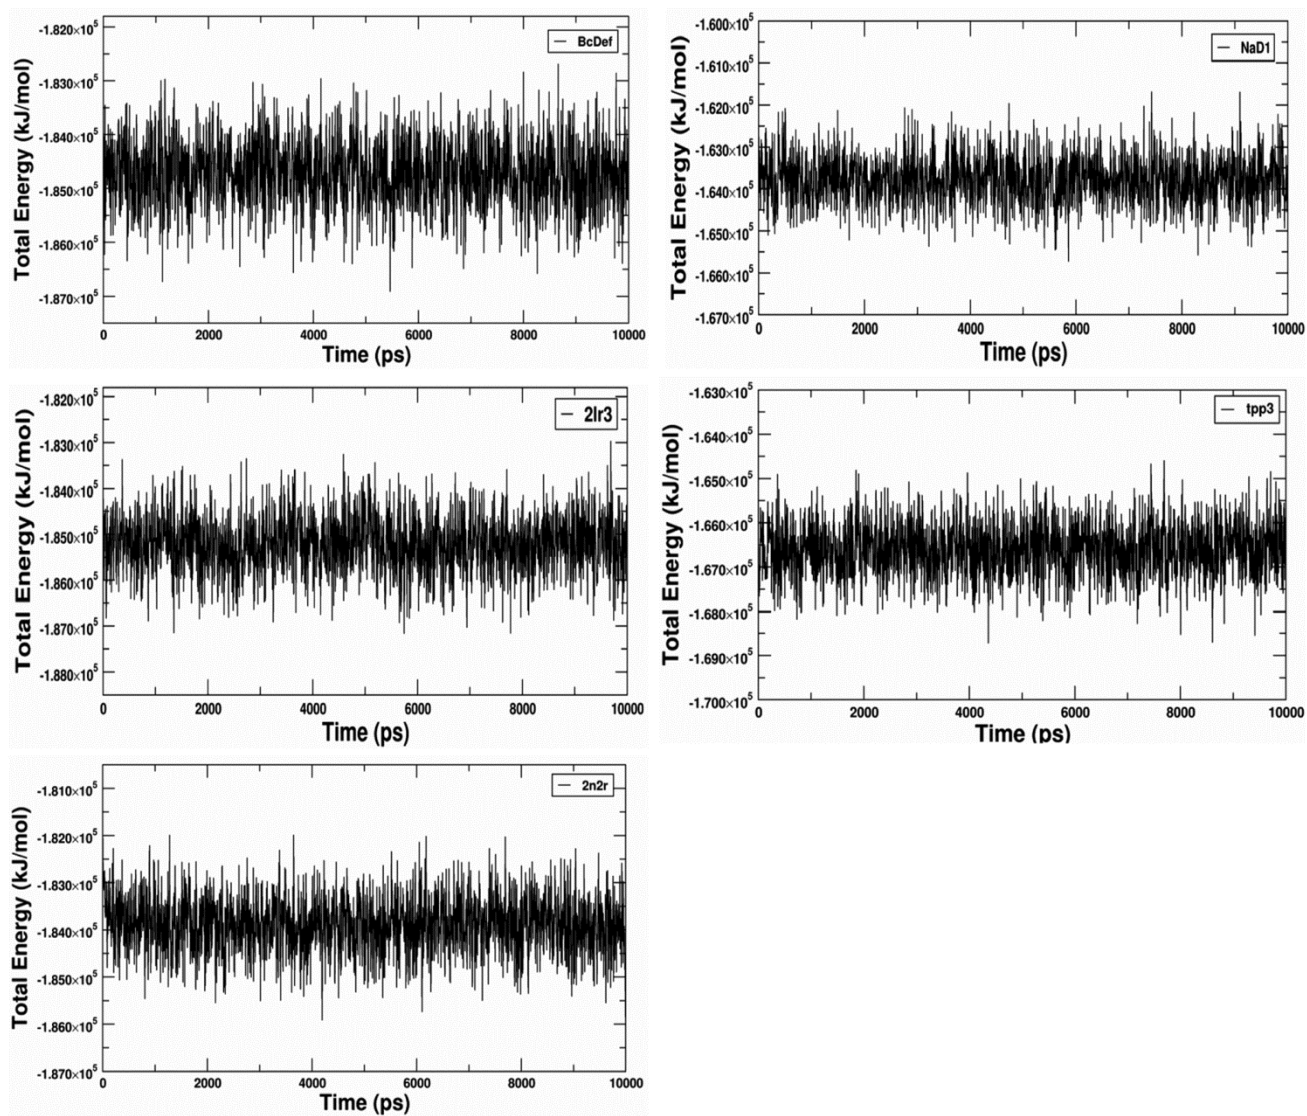 BcDef
Total Energy (kJ/mol)
-1.820×10⁵
-1.830×10⁵
-1.840×10⁵
-1.850×10⁵
-1.860×10⁵
-1.870×10⁵
0 2000 4000 6000 8000 10000
Time (ps)
NaD1
Total Energy (kJ/mol)
-1.600×10⁵
-1.610×10⁵
-1.620×10⁵
-1.630×10⁵
-1.640×10⁵
-1.650×10⁵
-1.660×10⁵
-1.670×10⁵
0 2000 4000 6000 8000 10000
Time (ps)
2lr3
Total Energy (kJ/mol)
-1.820×10⁵
-1.830×10⁵
-1.840×10⁵
-1.850×10⁵
-1.860×10⁵
-1.870×10⁵
-1.880×10⁵
0 2000 4000 6000 8000 10000
Time (ps)
tpp3
Total Energy (kJ/mol)
-1.630×10⁵
-1.640×10⁵
-1.650×10⁵
-1.660×10⁵
-1.670×10⁵
-1.680×10⁵
-1.690×10⁵
-1.700×10⁵
0 2000 4000 6000 8000 10000
Time (ps)
2n2r
Total Energy (kJ/mol)
-1.810×10⁵
-1.820×10⁵
-1.830×10⁵
-1.840×10⁵
-1.850×10⁵
-1.860×10⁵
-1.870×10⁵
0 2000 4000 6000 8000 10000
Time (ps)